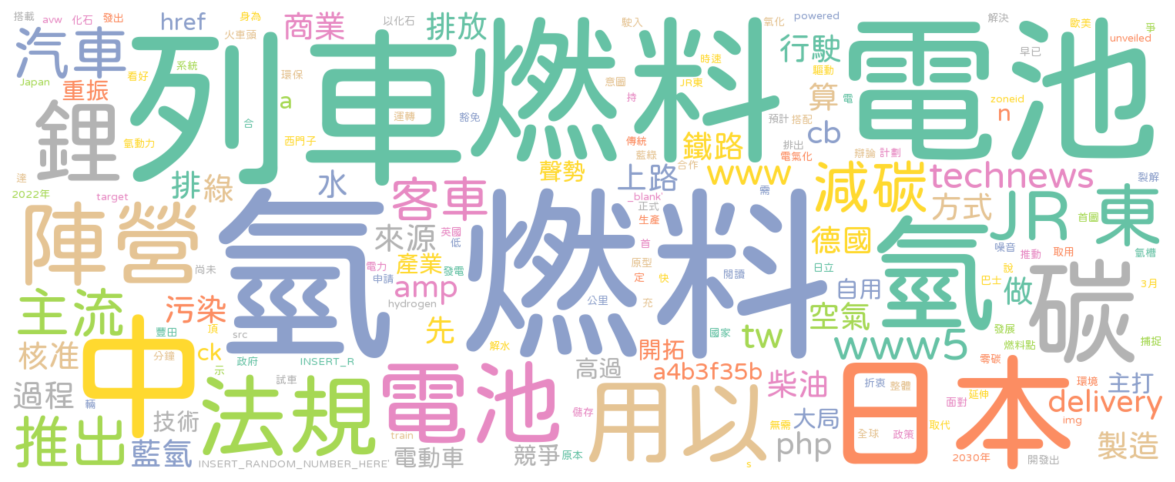 搭載 avw 化石 發出 href 身為 商業 以化石 排放 駛入 氫化 powered 解決 歐美 爭
汽車 火車頭 行駛 早已 unveiled 說
Japan 重振 看好 系統 環保 a 列車燃料電池 意圖 JR東 時速 驅動 算 電 zoneid n
鋰 氫動力 合 西門子 運轉 豁免 持 傳統 藍綠 鐵路 預計 搭配 cb 排出 電氣化
達 排 綠 水 客車 聲勢 上路 合作 www 辯論 計劃 減碳 technews 裂解
2022年 target 陣營 氫燃料 _blank' 正式 生產 需 方式 JR東 首圖
尚未 來源 英國 低 首 原型 德國 氫 噪音 推動 取用 氫槽
電力 申請 產業 發電 定 快 閱讀 日立 自用 巴士 說 做 碳 3月
主流 污染 豐田 頂 src hydrogen amp 先 解水 公里 充 國家 tw 空氣 發展 燃料點 捕捉
核准 中 分鐘 ck 示 政府 INSERT_R 高過 開拓 www5 零碳
過程 輛 法規 試車 電池 儲存 用以 a4b3f35b 柴油 日本 折衷 整體 延伸 面對 環境 主打
推出 技術 藍氫 電動車 train 競爭 原本 無需 大局 php 全球 政策 取代 img delivery 製造
INSERT_RANDOM_NUMBER_HERE' s 2030年 開發出